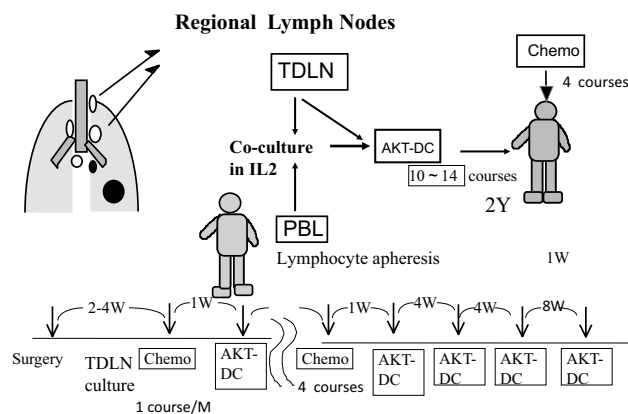 Regional Lymph Nodes
Chemo
4 courses
TDLN
Co-culture
in IL2
AKT-DC
10 ~ 14 courses
2Y
PBL
Lymphocyte apheresis
1W
2-4W
1W
1W
4W
4W
8W
Surgery
TDLN
culture
Chemo
AKT-
DC
Chemo
AKT-
DC
AKT-
DC
AKT-
DC
AKT-
DC
4 courses
1 course/M